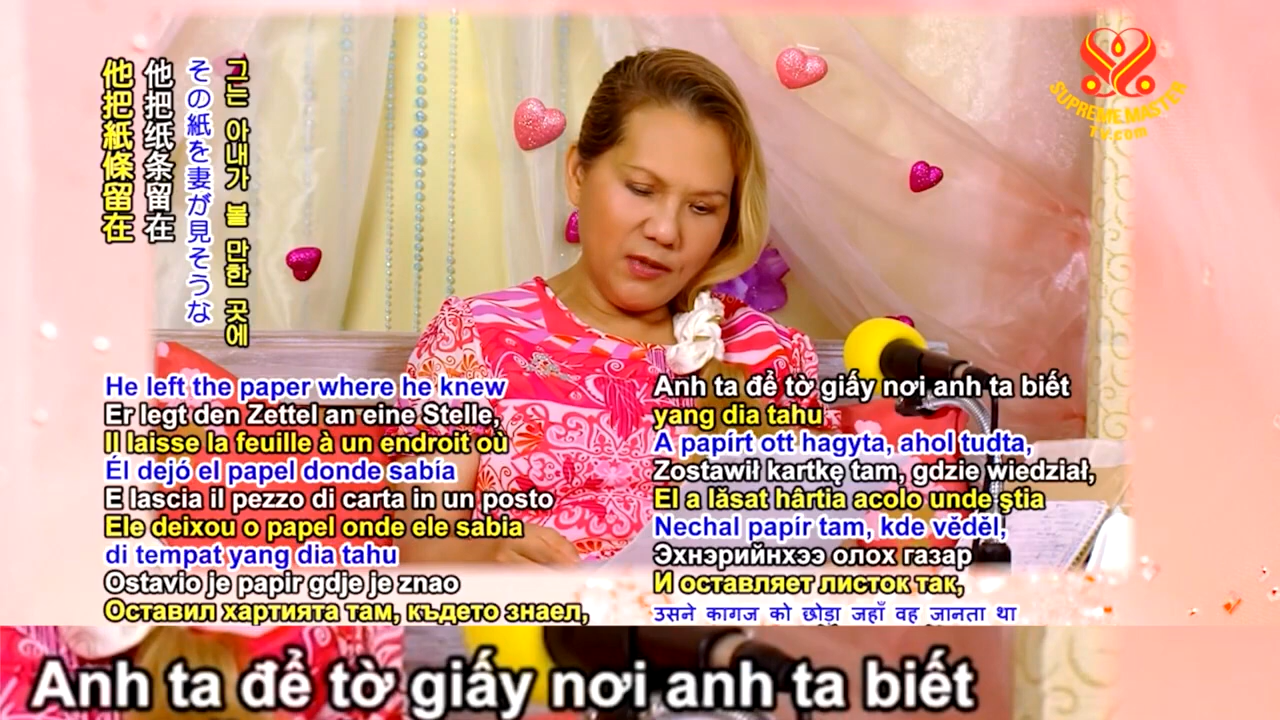 他把紙條留在
他把纸条留在
その紙を妻が見そうな
그는 아내가 볼 만한 곳에
SUPREME MASTER
TV.com
He left the paper where he knew
Er legt den Zettel an eine Stelle,
Il laisse la feuille à un endroit où
Él dejó el papel donde sabía
E lascia il pezzo di carta in un posto
Ele deixou o papel onde ele sabia
di tempat yang dia tahu
Ostavio je papir gdje je znao
Оставил хартията там, където знаел,
Anh ta để tờ giấy nơi anh ta biết
yang dia tahu
A papírt ott hagyta, ahol tudta,
Zostawił kartkę tam, gdzie wiedział,
El a lăsat hârtia acolo unde ştia
Nechal papír tam, kde věděl,
Эхнэрийнхээ олох газар
И оставляет листок так,
उसने कागज को छोड़ा जहाँ वह जानता था
Anh ta để tờ giấy nơi anh ta biết